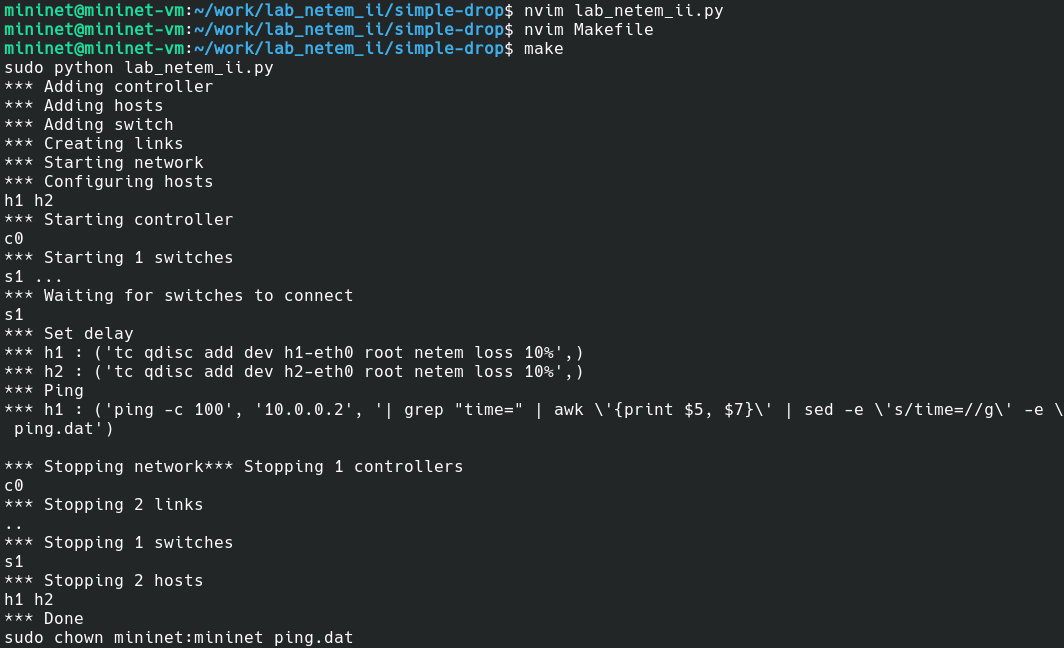 mininet@mininet-vm:~/work/lab_netem_ii/simple-drop$ nvim lab_netem_ii.py
mininet@mininet-vm:~/work/lab_netem_ii/simple-drop$ nvim Makefile
mininet@mininet-vm:~/work/lab_netem_ii/simple-drop$ make
sudo python lab_netem_ii.py
*** Adding controller
*** Adding hosts
*** Adding switch
*** Creating links
*** Starting network
*** Configuring hosts
h1 h2
*** Starting controller
c0
*** Starting 1 switches
s1 ...
*** Waiting for switches to connect
s1
*** Set delay
*** h1 : ('tc qdisc add dev h1-eth0 root netem loss 10%',)
*** h2 : ('tc qdisc add dev h2-eth0 root netem loss 10%',)
*** Ping
*** h1 : ('ping -c 100', '10.0.0.2', '| grep "time=" | awk \'{print $5, $7}\' | sed -e \'s/time=//g\' -e \
ping.dat')
*** Stopping network*** Stopping 1 controllers
c0
*** Stopping 2 links
..
*** Stopping 1 switches
s1
*** Stopping 2 hosts
h1 h2
*** Done
sudo chown mininet:mininet ping.dat